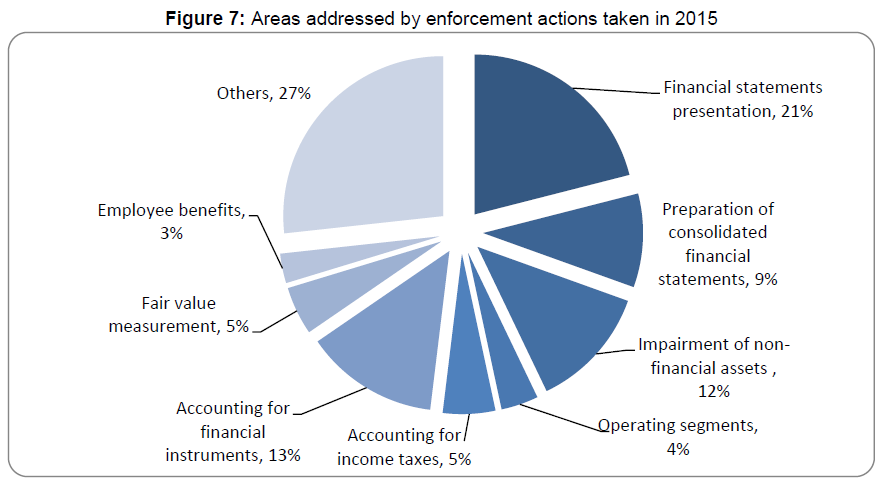 Figure 7: Areas addressed by enforcement actions taken in 2015
Financial statements
presentation, 21%
Preparation of
consolidated
financial
statements, 9%
Impairment of non-
financial assets ,
12%
Operating segments,
4%
Accounting for
income taxes, 5%
Accounting for
financial
instruments, 13%
Fair value
measurement, 5%
Employee benefits,
3%
Others, 27%